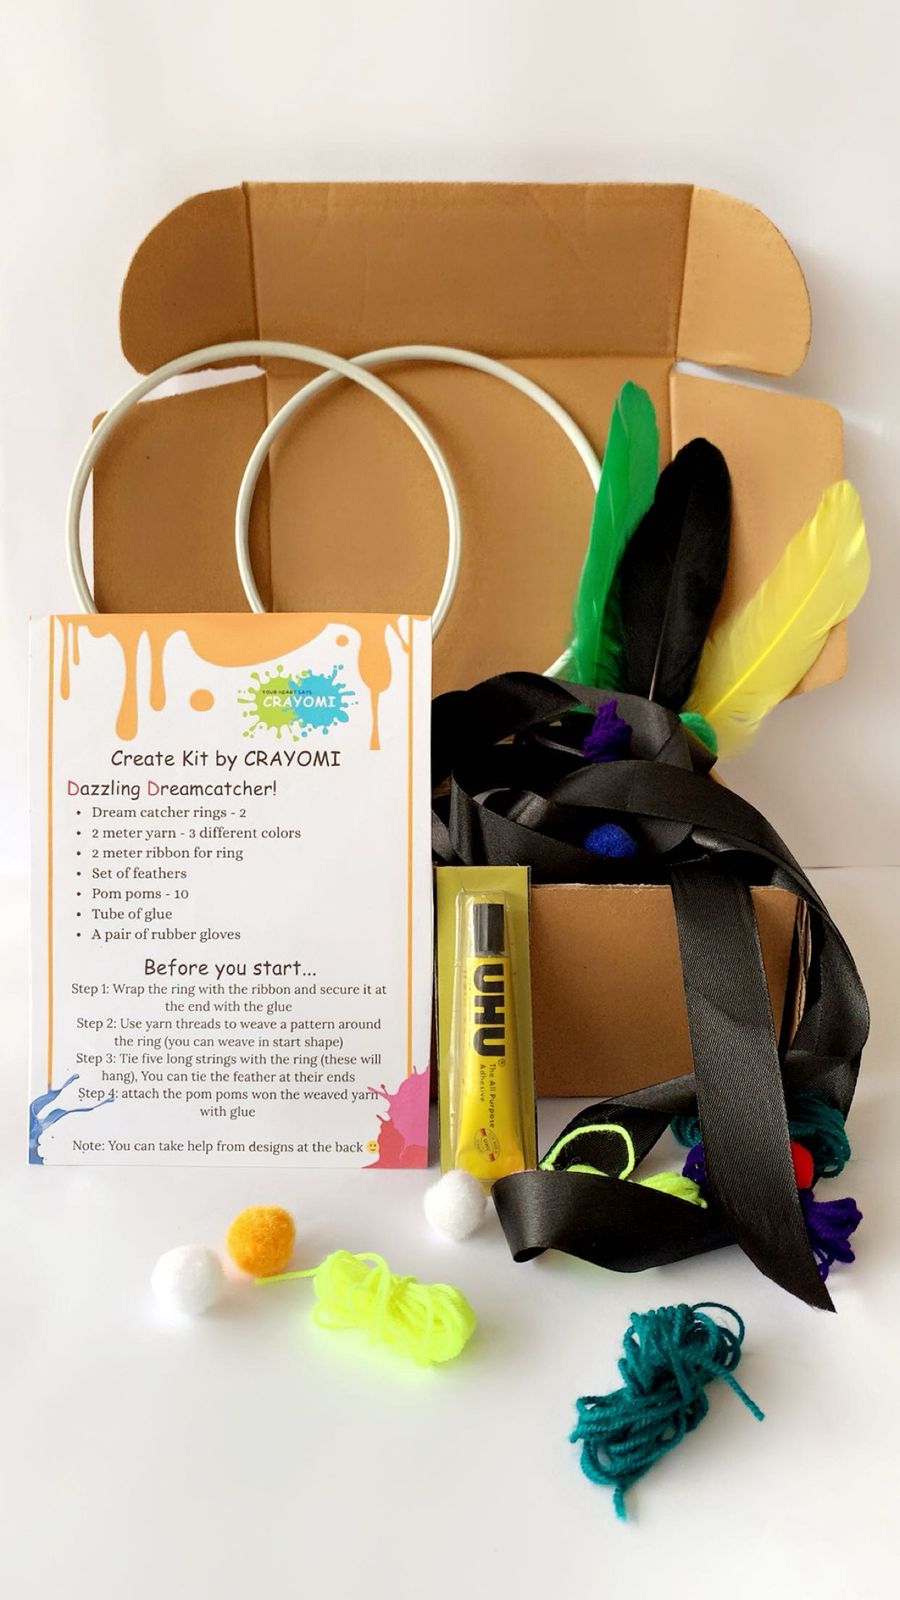 YOUR HEART SAYS
CRAYOMI
Create Kit by CRAYOMI
Dazzling Dreamcatcher!
• Dream catcher rings - 2
• 2 meter yarn - 3 different colors
• 2 meter ribbon for ring
• Set of feathers
• Pom poms - 10
• Tube of glue
• A pair of rubber gloves
Before you start...
Step 1: Wrap the ring with the ribbon and secure it at
the end with the glue
Step 2: Use yarn threads to weave a pattern around
the ring (you can weave in start shape)
Step 3: Tie five long strings with the ring (these will
hang), You can tie the feather at their ends
Step 4: attach the pom poms won the weaved yarn
with glue
Note: You can take help from designs at the back 🙂
UHU®
The All Purpose
Adhesive